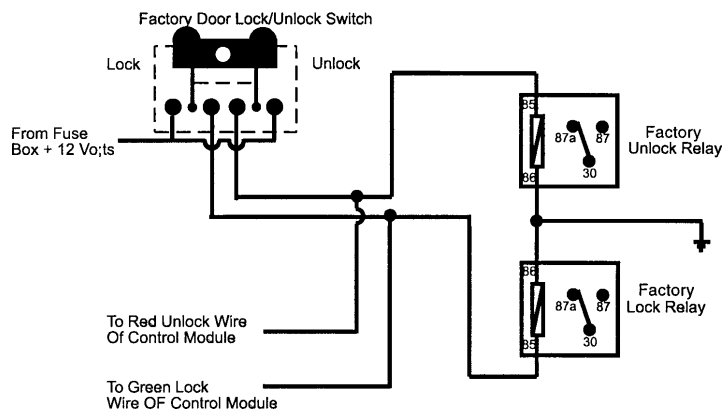 Factory Door Lock/Unlock Switch
Lock
Unlock
From Fuse
Box + 12 Vo;ts
85
87a
87
30
86
Factory
Unlock Relay
86
87a
87
30
85
Factory
Lock Relay
To Red Unlock Wire
Of Control Module
To Green Lock
Wire OF Control Module